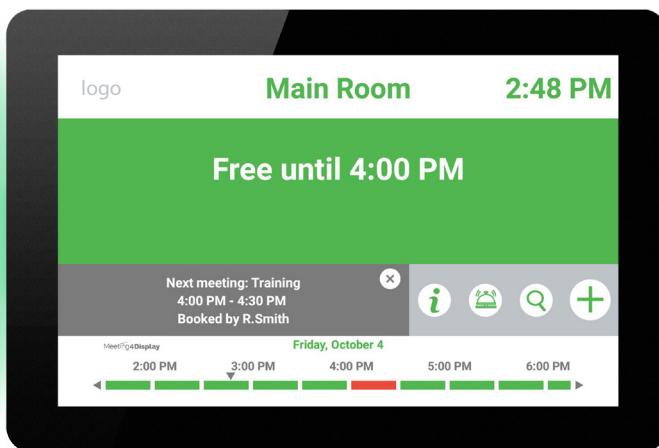 logo
Main Room
2:48 PM
Free until 4:00 PM
Next meeting: Training
4:00 PM - 4:30 PM
Booked by R.Smith
i
Meeting4Display
Friday, October 4
2:00 PM 3:00 PM 4:00 PM 5:00 PM 6:00 PM